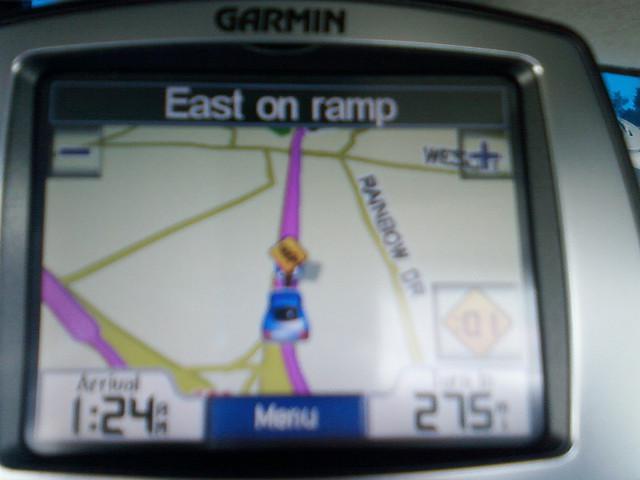 GARMIN
East on ramp
−
+
RAINBOW DR
Arrival
1:24
Menu
275